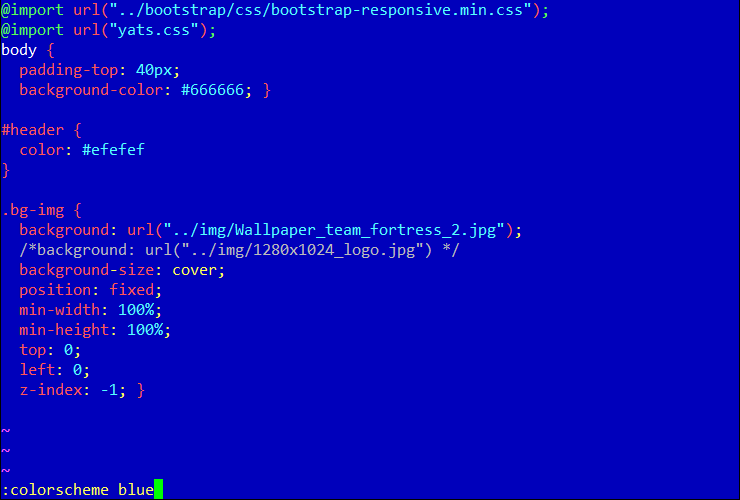 @import url("../bootstrap/css/bootstrap-responsive.min.css");
@import url("yats.css");
body {
  padding-top: 40px;
  background-color: #666666; }

#header {
  color: #efefef
}

.bg-img {
  background: url("../img/Wallpaper_team_fortress_2.jpg");
  /*background: url("../img/1280x1024_logo.jpg") */
  background-size: cover;
  position: fixed;
  min-width: 100%;
  min-height: 100%;
  top: 0;
  left: 0;
  z-index: -1; }

~
~
~
:colorscheme blue